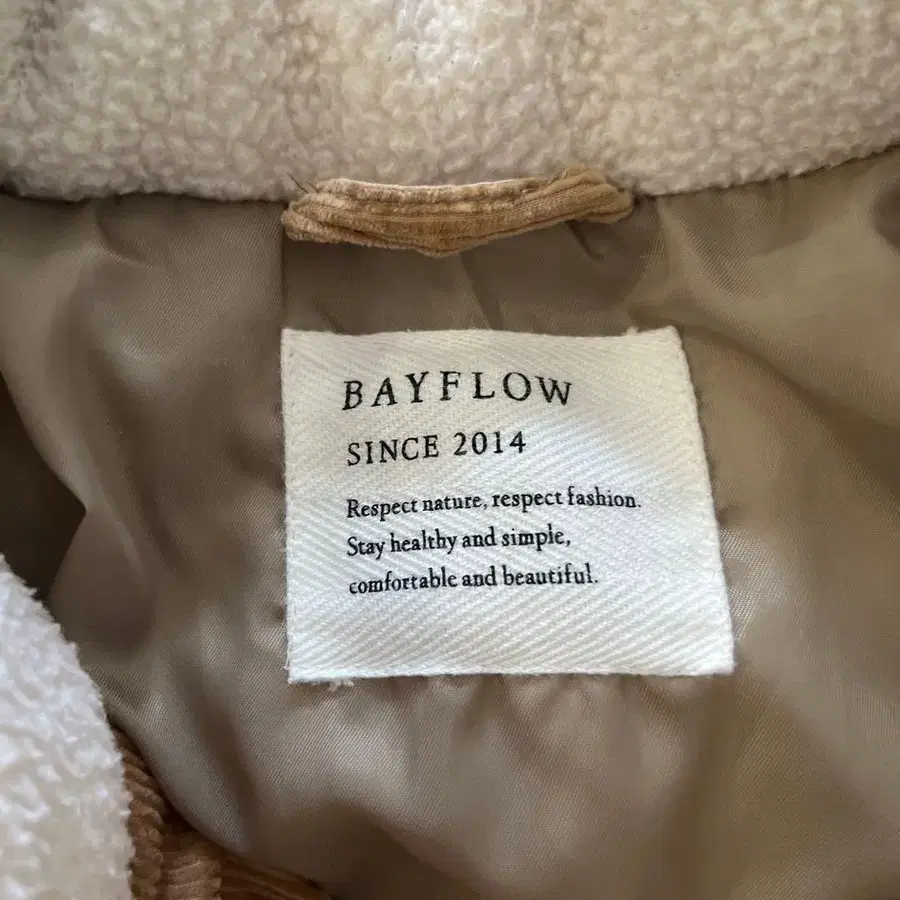 BAYFLOW
SINCE 2014
Respect nature, respect fashion.
Stay healthy and simple,
comfortable and beautiful.